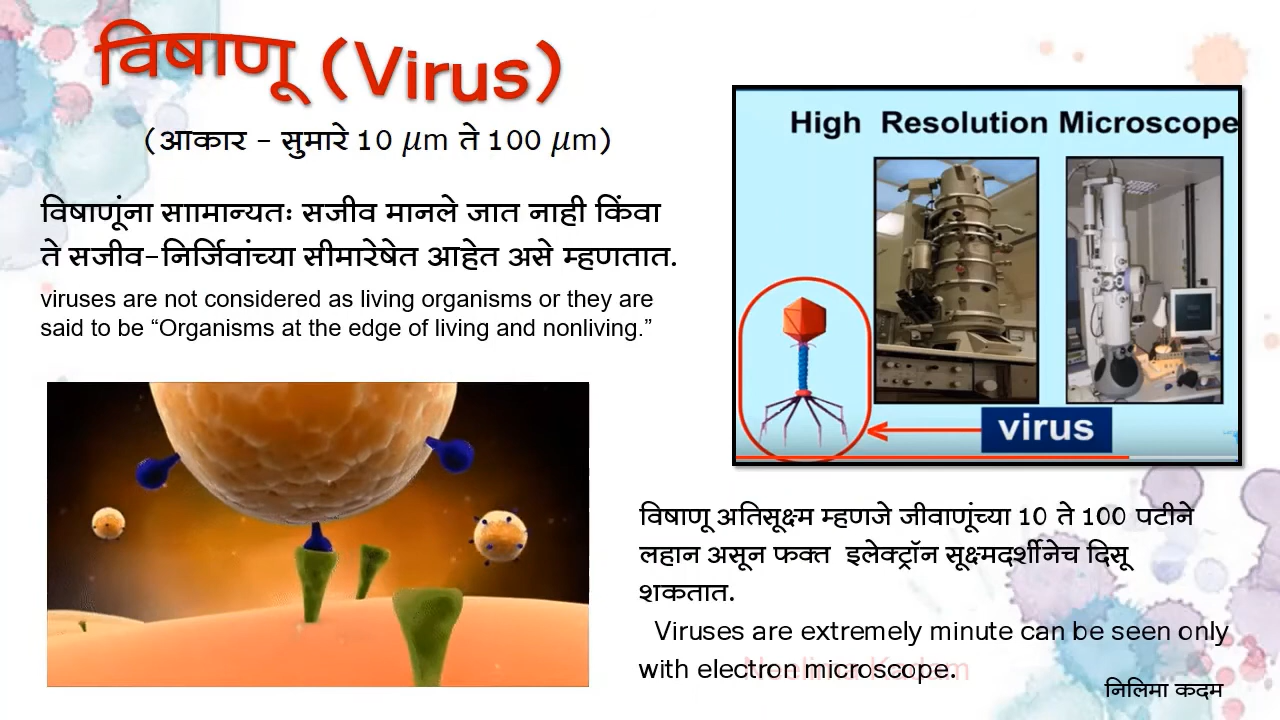 विषाणू (Virus)
(आकार - सुमारे 10 μm ते 100 μm)
विषाणूंना साामान्यतः सजीव मानले जात नाही किंवा
ते सजीव-निर्जिवांच्या सीमारेषेत आहेत असे म्हणतात.
viruses are not considered as living organisms or they are
said to be “Organisms at the edge of living and nonliving.”
High Resolution Microscope
virus
विषाणू अतिसूक्ष्म म्हणजे जीवाणूंच्या 10 ते 100 पटीने
लहान असून फक्त इलेक्ट्रॉन सूक्ष्मदर्शीनेच दिसू
शकतात.
Viruses are extremely minute can be seen only
with electron microscope.
Neelima Kadam
निलिमा कदम